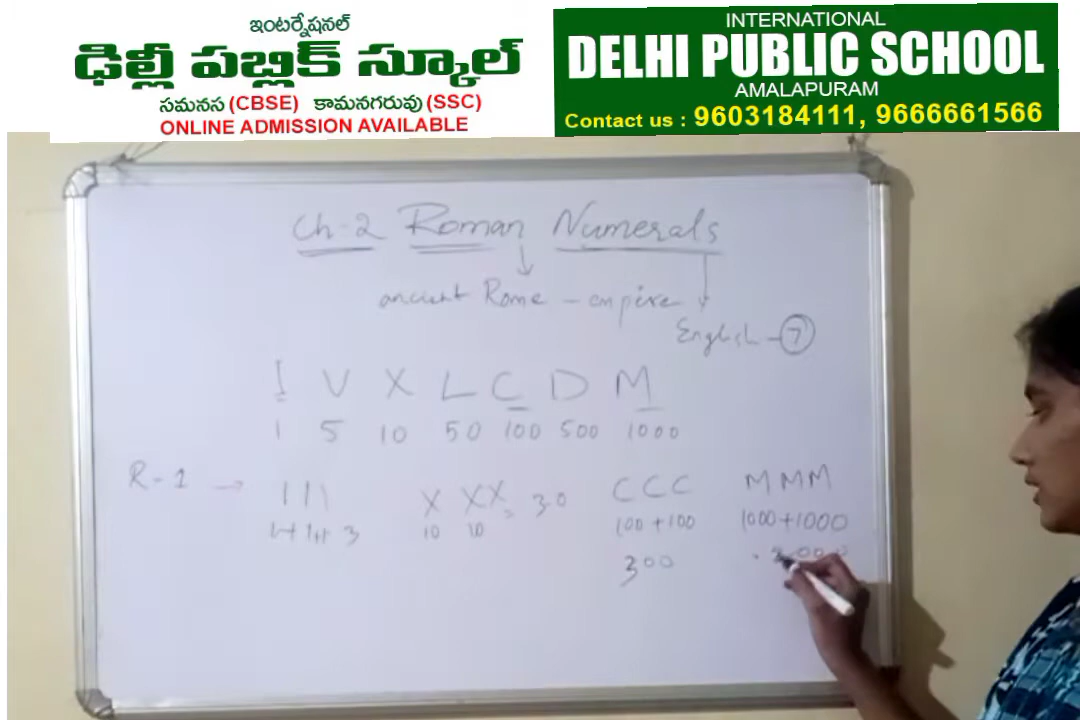 ఇంటర్నేషనల్
ఢిల్లీ పబ్లిక్ స్కూల్
సమనస (CBSE) కామనగరువు (SSC)
ONLINE ADMISSION AVAILABLE
INTERNATIONAL
DELHI PUBLIC SCHOOL
AMALAPURAM
Contact us : 9603184111, 9666661566
Ch-2 Roman Numerals
ancient Rome - empire
English - 7
I V X L C D M
1 5 10 50 100 500 1000
R-1 → III XXX = 30 CCC MMM
1+1+1 3 10 10 100+100 1000+1000
300